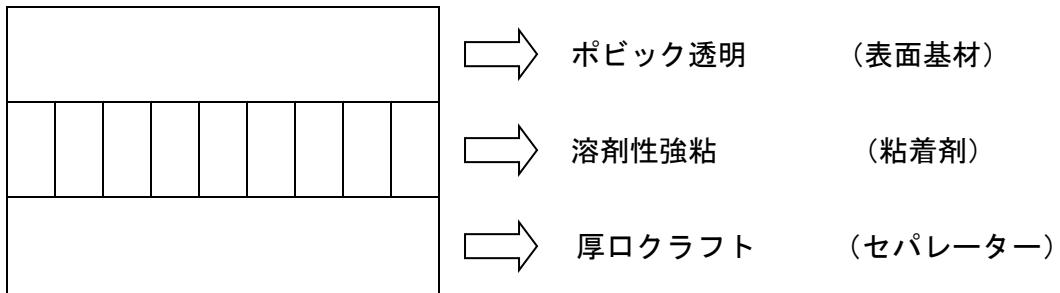 ポビック透明 （表面基材）
溶剤性強粘 （粘着剤）
厚口クラフト （セパレーター）